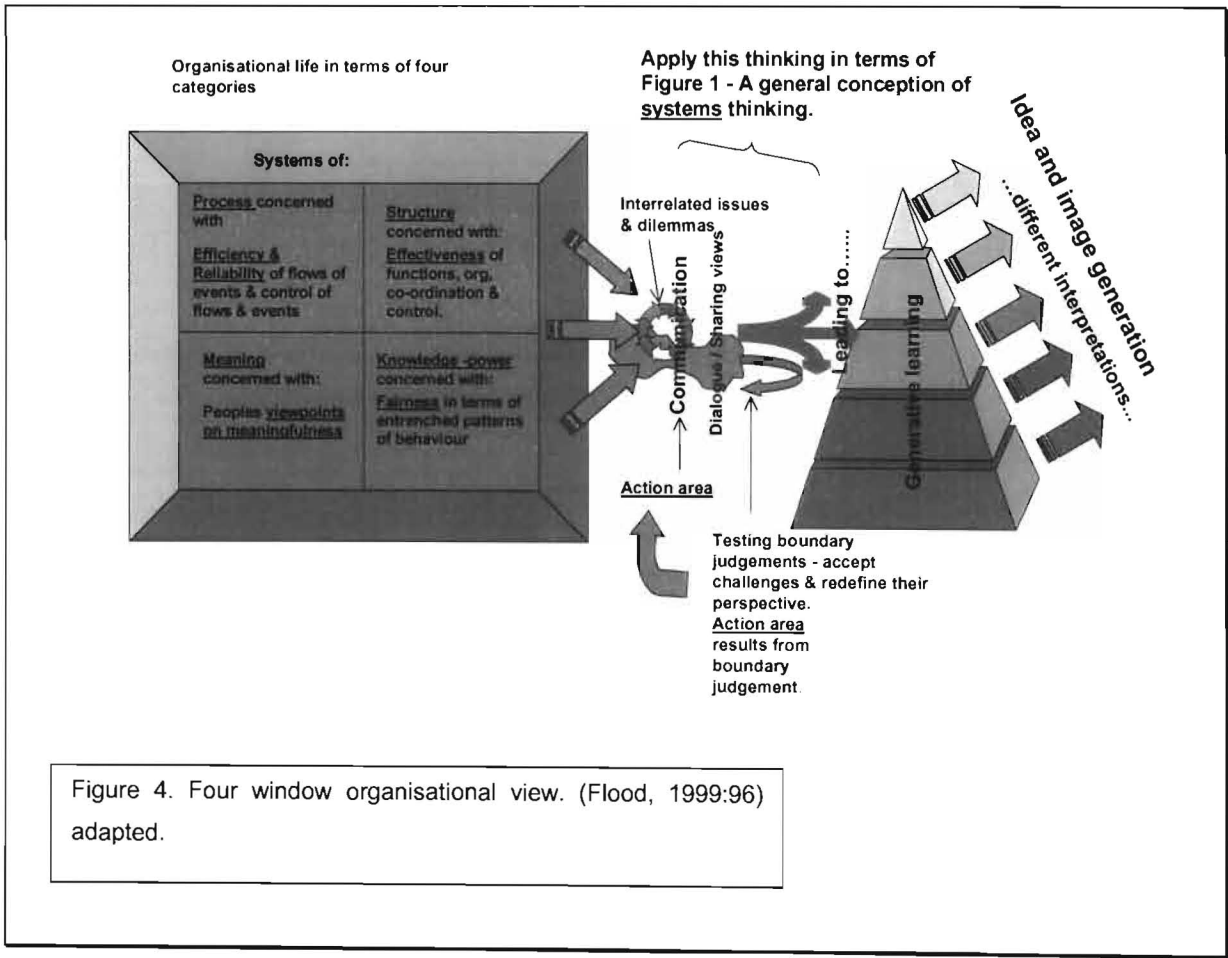 Organisational life in terms of four
categories
Apply this thinking in terms of
Figure 1 - A general conception of
systems thinking.
Systems of:
Process concerned
with
Efficiency &
Reliability of flows of
events & control of
flows & events
Structure
concerned with:
Effectiveness of
functions, org,
co-ordination &
control.
Meaning
concerned with:
Peoples viewpoints
on meaningfulness
Knowledge -power
concerned with:
Fairness in terms of
entrenched patterns
of behaviour
Interrelated issues
& dilemmas
Communication
Dialogue / Sharing views
Leading to......
Generative learning
Idea and image generation
...different interpretations...
Action area
Testing boundary
judgements - accept
challenges & redefine their
perspective.
Action area
results from
boundary
judgement.
Figure 4. Four window organisational view. (Flood, 1999:96)
adapted.